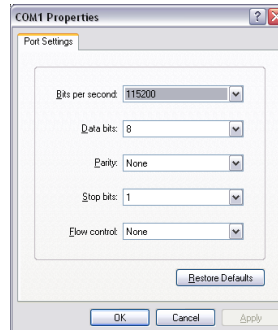 COM1 Properties
Port Settings
Bits per second: 115200
Data bits: 8
Parity: None
Stop bits: 1
Flow control: None
Restore Defaults
OK Cancel Apply